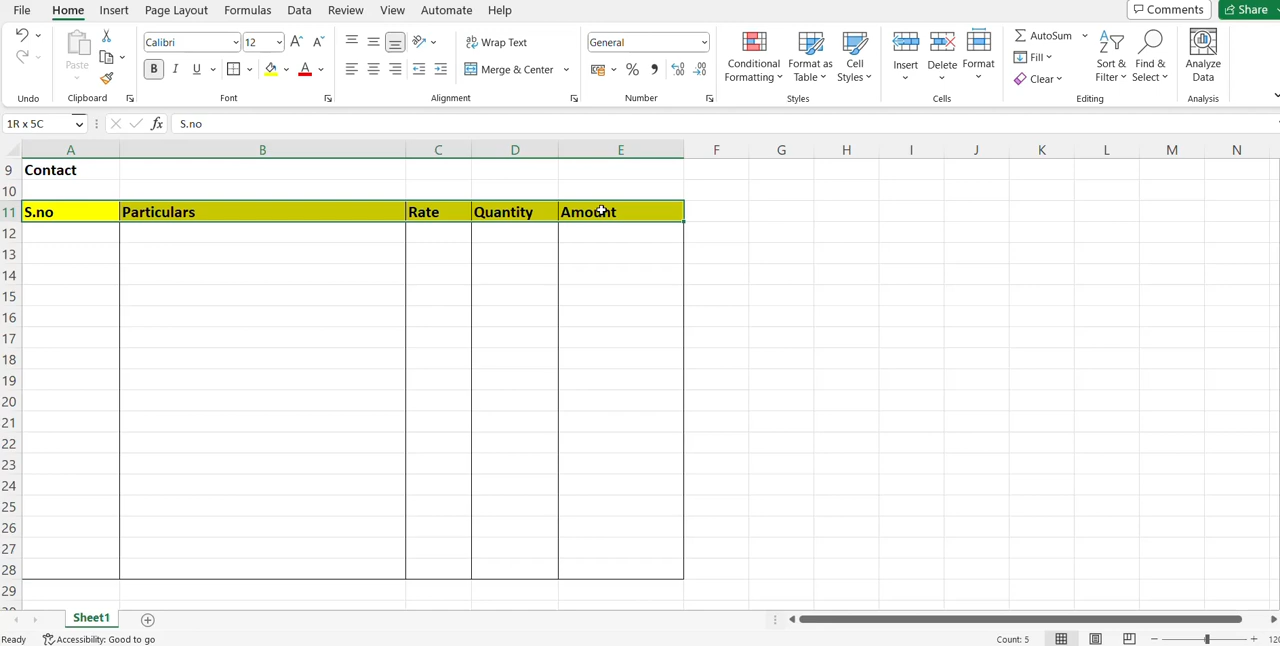 File Home Insert Page Layout Formulas Data Review View Automate Help Comments Share
Calibri 12 Wrap Text General Conditional Format as Cell Insert Delete Format AutoSum Sort & Find & Analyze
Paste B I U Merge & Center % Formatting Table Styles Fill Filter Select Data
Clear
Undo Clipboard Font Alignment Number Styles Cells Editing Analysis
1R x 5C fx S.no
A B C D E F G H I J K L M N
9 Contact
10
11 S.no Particulars Rate Quantity Amount
12
13
14
15
16
17
18
19
20
21
22
23
24
25
26
27
28
29
Sheet1
Ready Accessibility: Good to go Count: 5 120